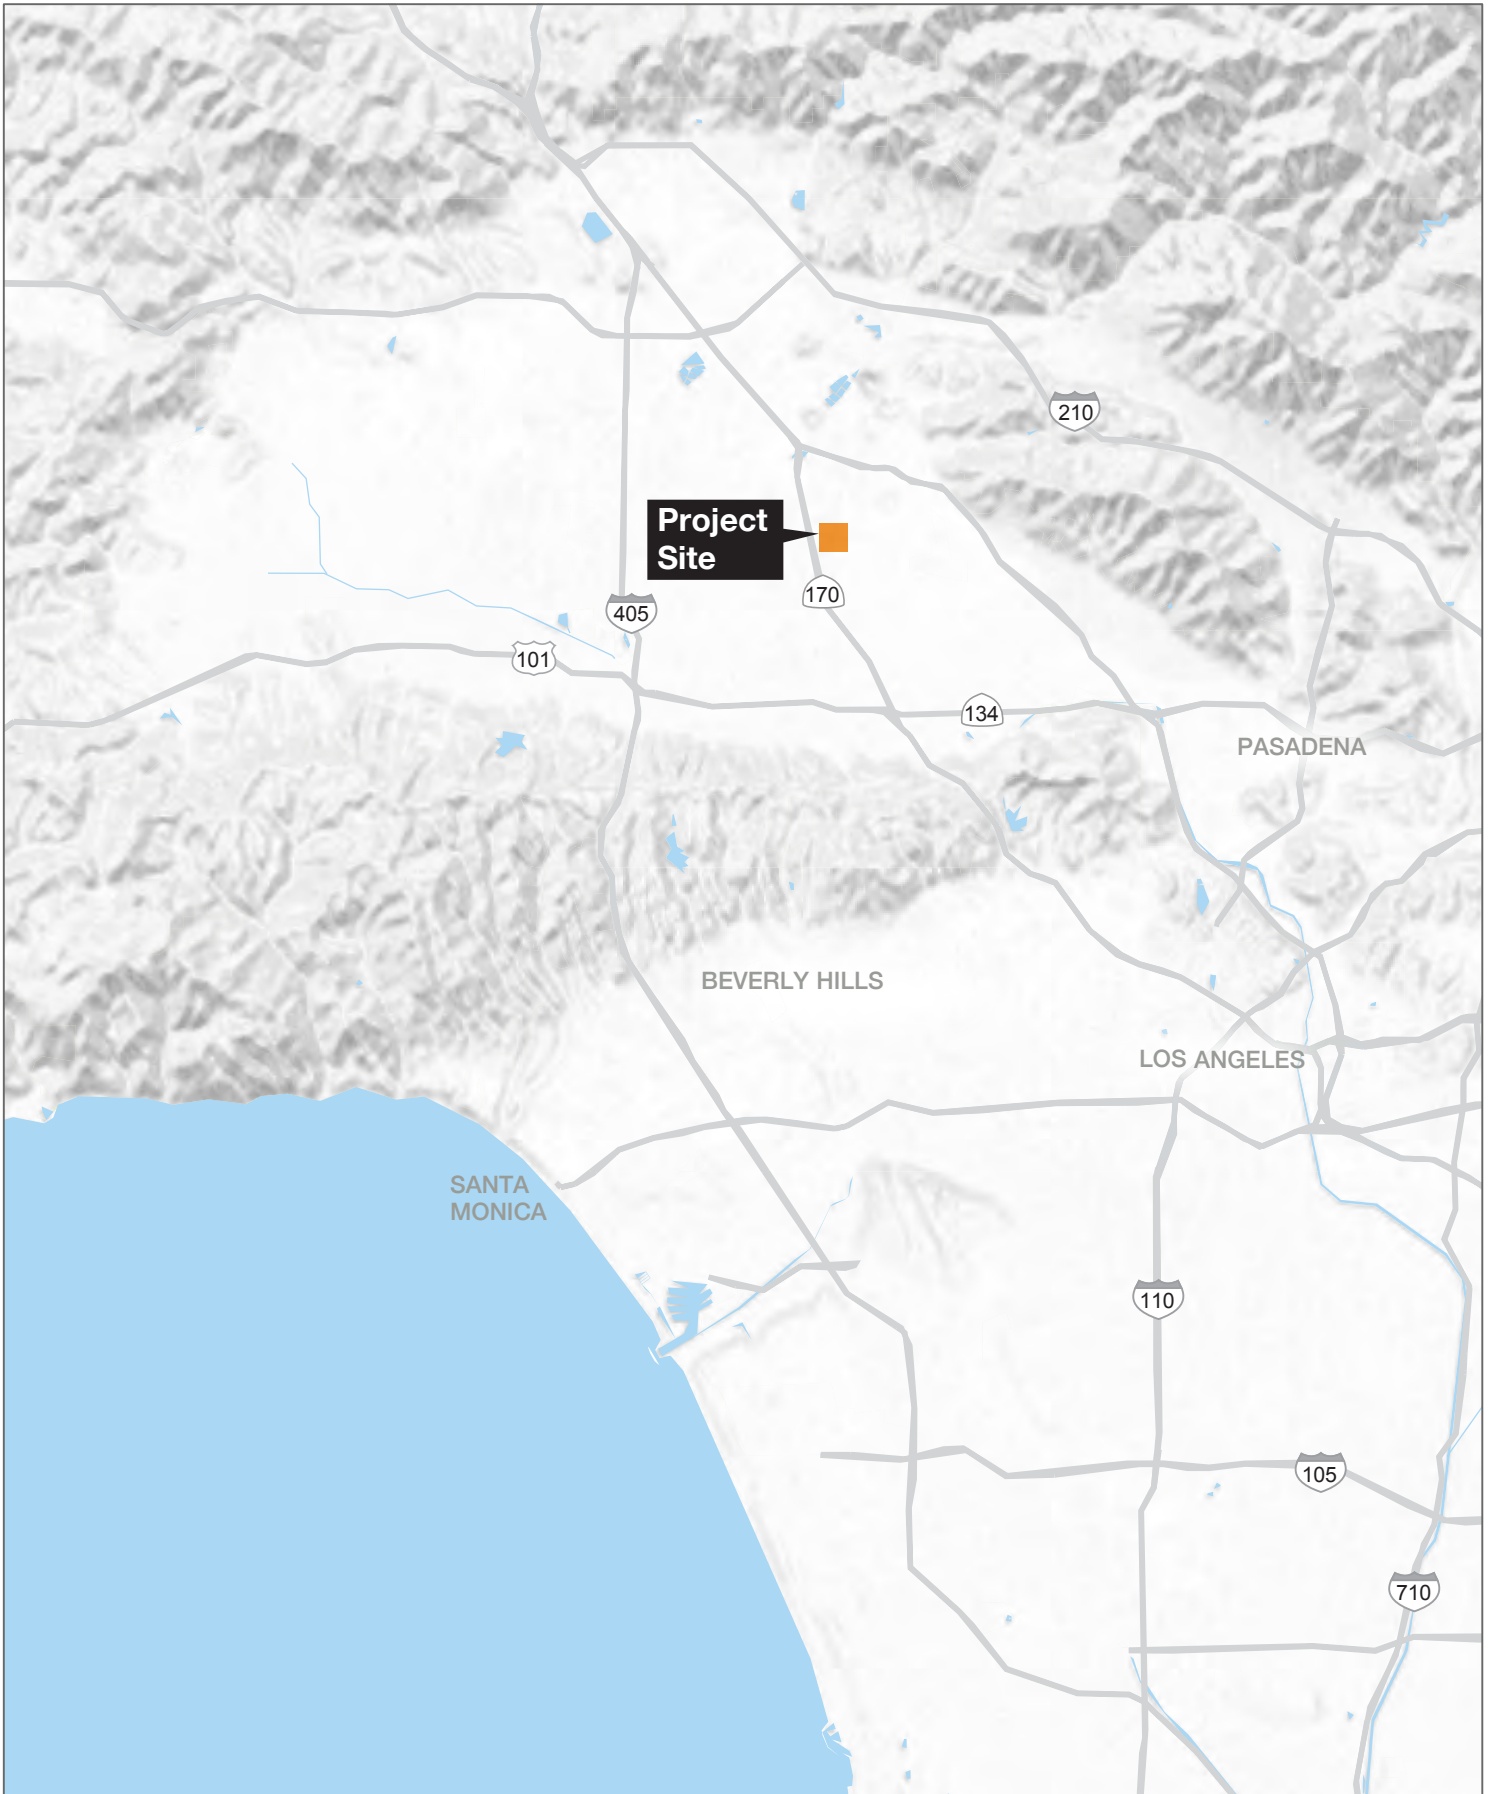 210
Project
Site
170
405
101
134
PASADENA
BEVERLY HILLS
LOS ANGELES
SANTA
MONICA
110
105
710